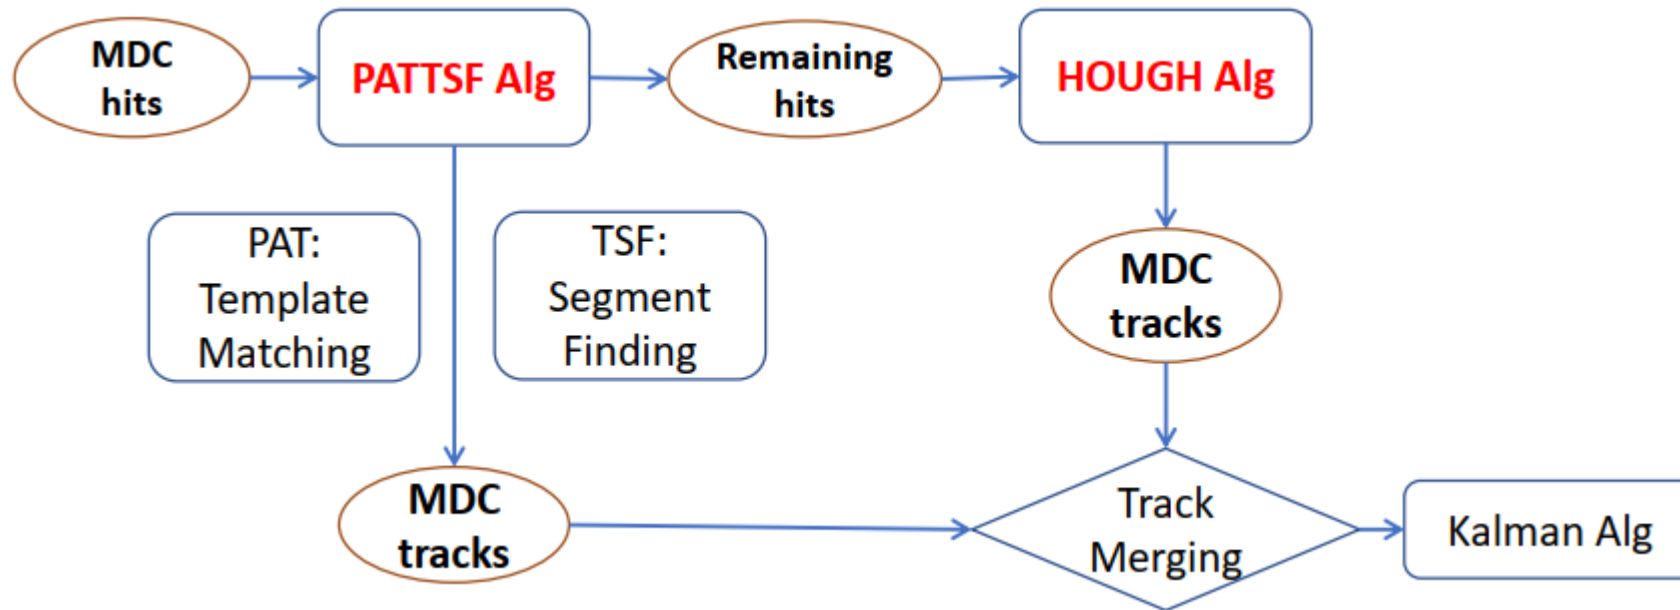 MDC
hits
PATTSF Alg
Remaining
hits
HOUGH Alg
PAT:
Template
Matching
TSF:
Segment
Finding
MDC
tracks
MDC
tracks
Track
Merging
Kalman Alg